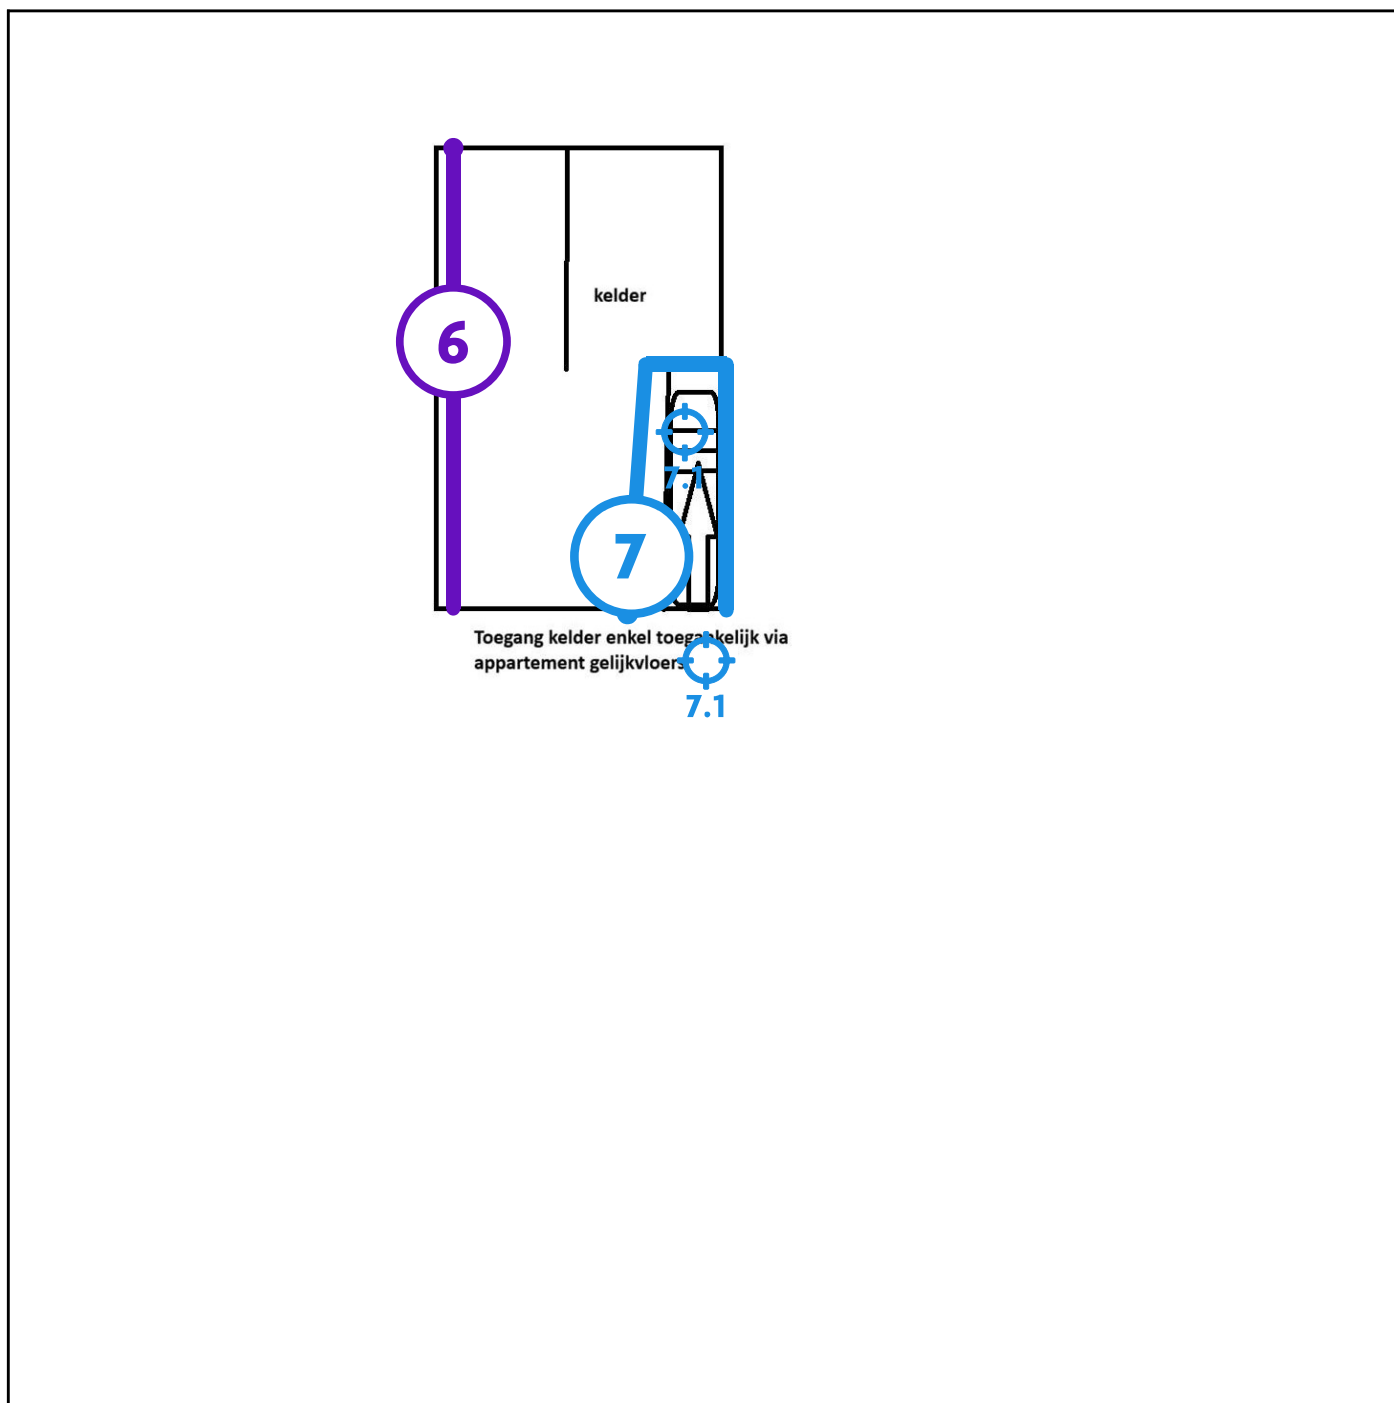 kelder
6
7.1
7
Toegang kelder enkel toegankelijk via
appartement gelijkvloers
7.1